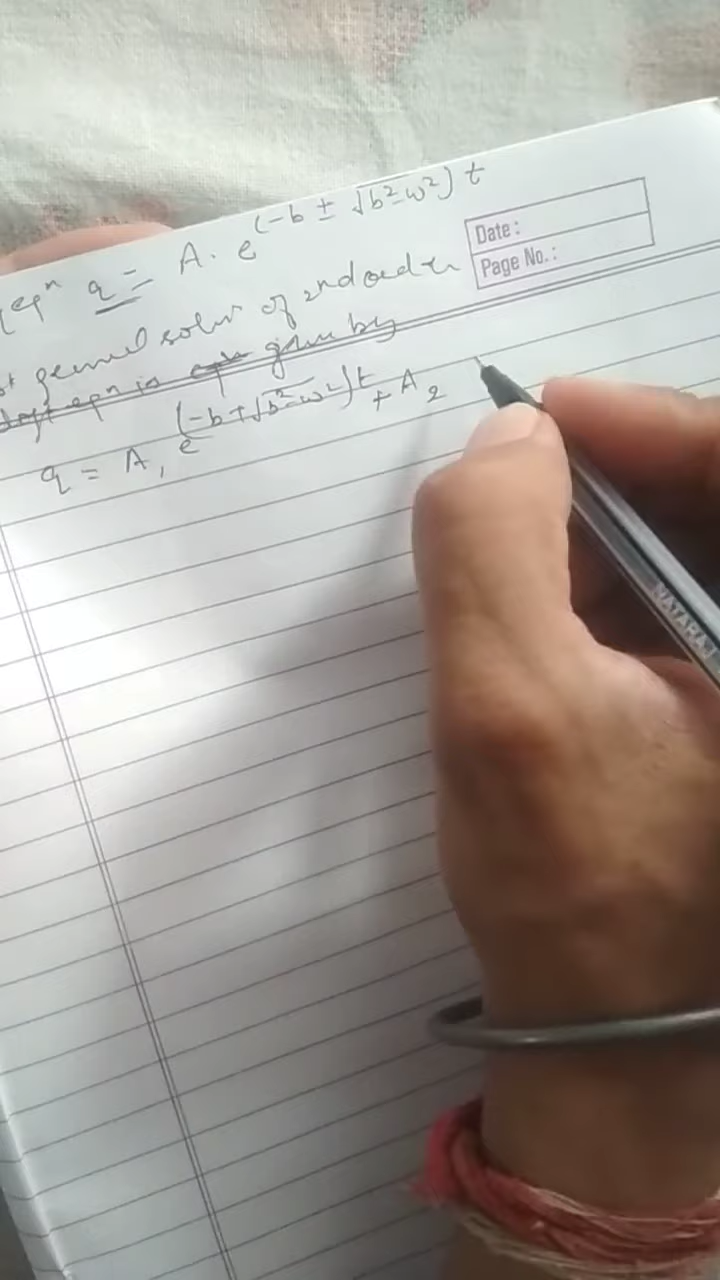 eqⁿ q = A. e^(-b ± √b²-ω²) t
Date :
Page No.:
general solⁿ of 2nd order
eqn is given by
q = A₁ e^(-b+√b²-ω²)t + A₂
NATARAJ